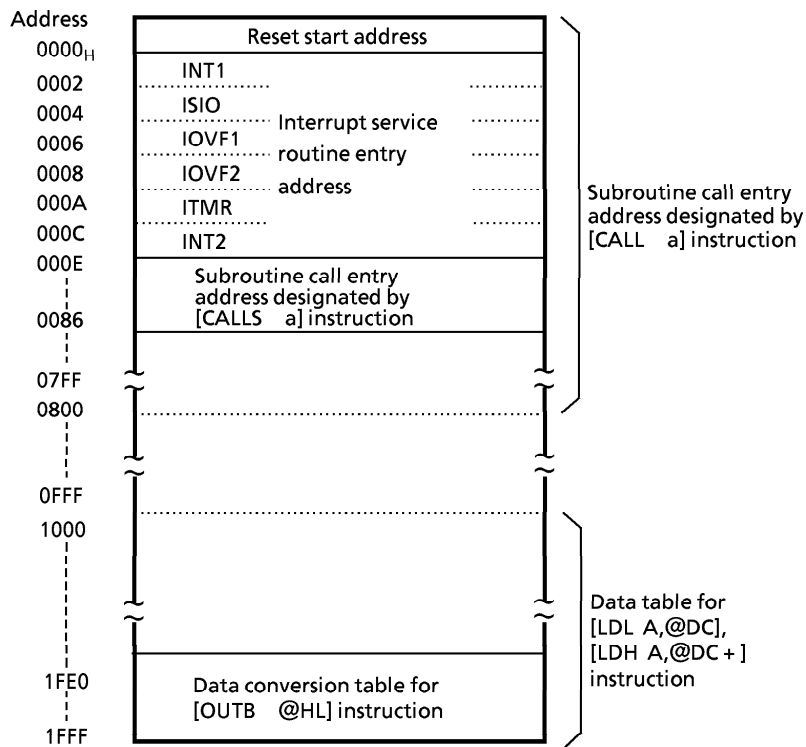 Address
0000H
0002
0004
0006
0008
000A
000C
000E
0086
07FF
0800
0FFF
1000
1FE0
1FFF
Reset start address
INT1
ISIO
IOVF1
IOVF2
ITMR
INT2
Interrupt service
routine entry
address
Subroutine call entry
address designated by
[CALLS a] instruction
Data conversion table for
[OUTB @HL] instruction
Subroutine call entry
address designated by
[CALL a] instruction
Data table for
[LDL A,@DC],
[LDH A,@DC + ]
instruction